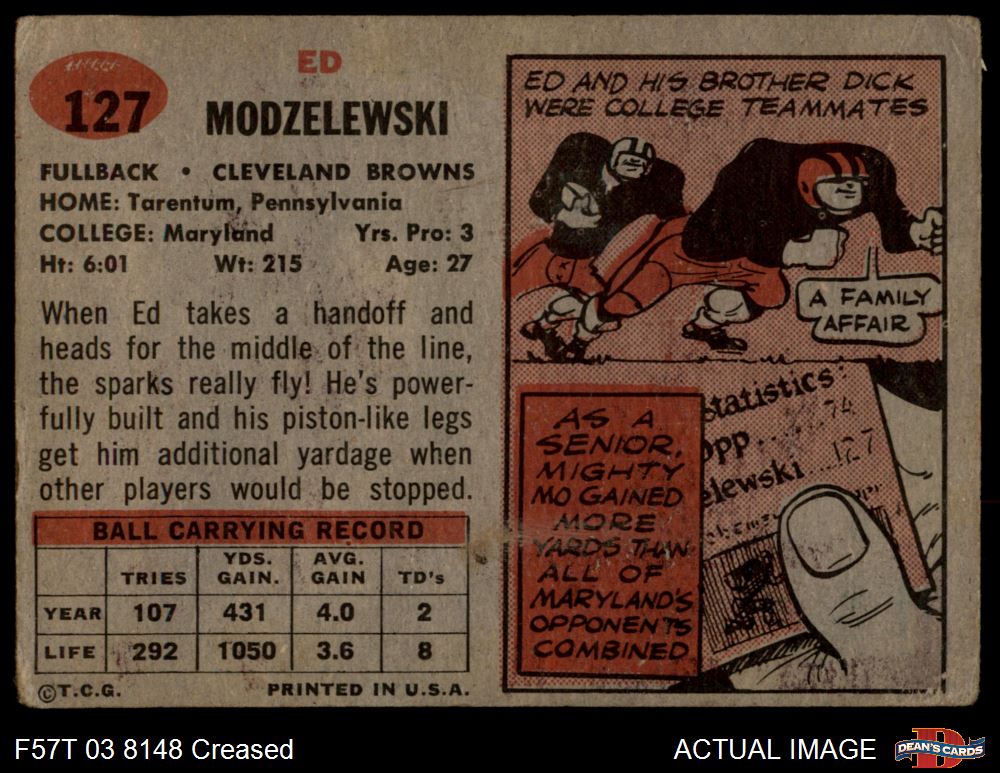 127
ED
MODZELEWSKI
FULLBACK • CLEVELAND BROWNS
HOME: Tarentum, Pennsylvania
COLLEGE: Maryland Yrs. Pro: 3
Ht: 6:01 Wt: 215 Age: 27
When Ed takes a handoff and
heads for the middle of the line,
the sparks really fly! He's power-
fully built and his piston-like legs
get him additional yardage when
other players would be stopped.
BALL CARRYING RECORD
TRIES YDS. GAIN. AVG. GAIN TD's
YEAR 107 431 4.0 2
LIFE 292 1050 3.6 8
©T.C.G. PRINTED IN U.S.A.
ED AND HIS BROTHER DICK
WERE COLLEGE TEAMMATES
A FAMILY
AFFAIR
AS A
SENIOR,
MIGHTY
MO GAINED
MORE
YARDS THAN
ALL OF
MARYLAND'S
OPPONENTS
COMBINED
statistics:
74
opp....
elewski ...127
F57T 03 8148 Creased
ACTUAL IMAGE
DEAN'S CARDS